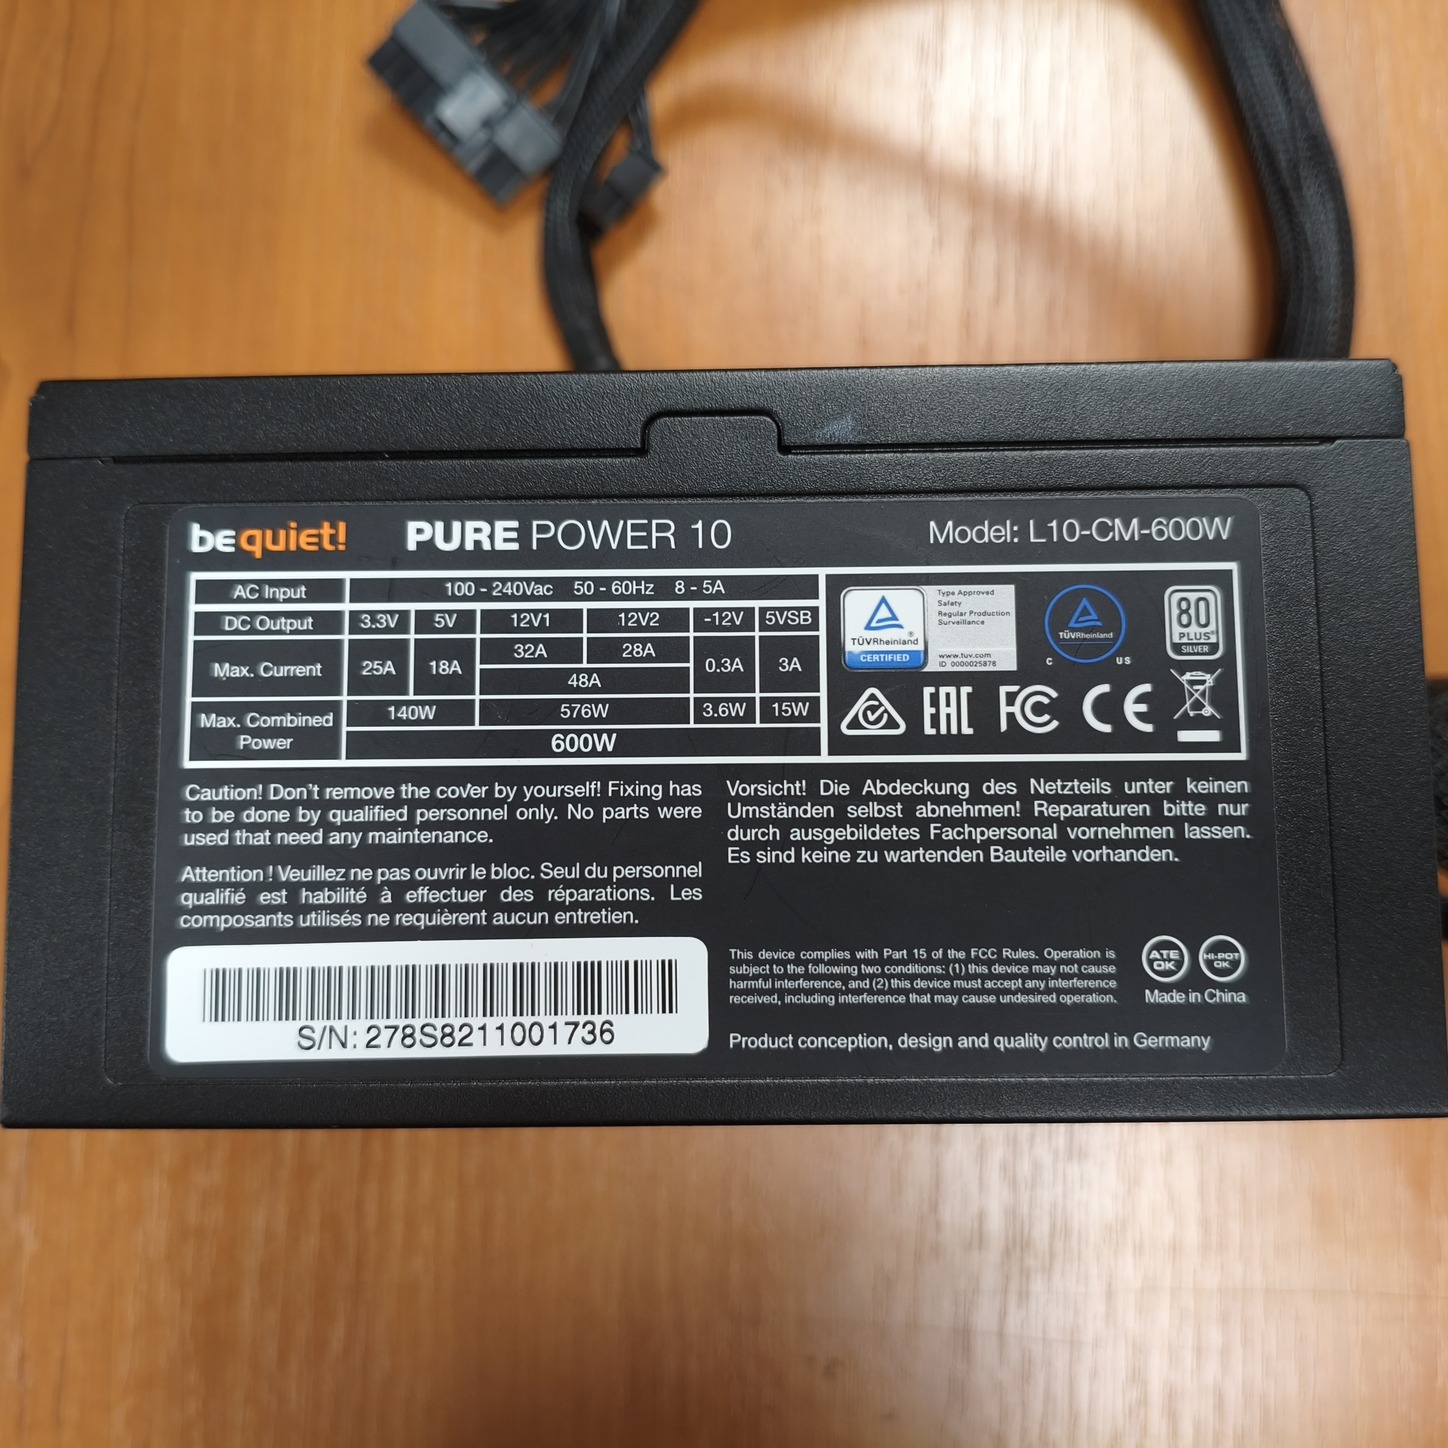 be quiet! PURE POWER 10 Model: L10-CM-600W
AC Input 100 - 240Vac 50 - 60Hz 8 - 5A
DC Output 3.3V 5V 12V1 12V2 -12V 5VSB
Max. Current 25A 18A 32A 28A 0.3A 3A
48A
Max. Combined Power 140W 576W 3.6W 15W
600W
TÜVRheinland®
CERTIFIED
Type Approved
Safety
Regular Production
Surveillance
www.tuv.com
ID 0000025878
TÜVRheinland
C US
80
PLUS®
SILVER
EAC FC CE
Caution! Don't remove the cover by yourself! Fixing has
to be done by qualified personnel only. No parts were
used that need any maintenance.
Attention ! Veuillez ne pas ouvrir le bloc. Seul du personnel
qualifié est habilité à effectuer des réparations. Les
composants utilisés ne requièrent aucun entretien.
Vorsicht! Die Abdeckung des Netzteils unter keinen
Umständen selbst abnehmen! Reparaturen bitte nur
durch ausgebildetes Fachpersonal vornehmen lassen.
Es sind keine zu wartenden Bauteile vorhanden.
S/N: 278S8211001736
This device complies with Part 15 of the FCC Rules. Operation is
subject to the following two conditions: (1) this device may not cause
harmful interference, and (2) this device must accept any interference
received, including interference that may cause undesired operation.
ATE OK
HI-POT OK
Made in China
Product conception, design and quality control in Germany